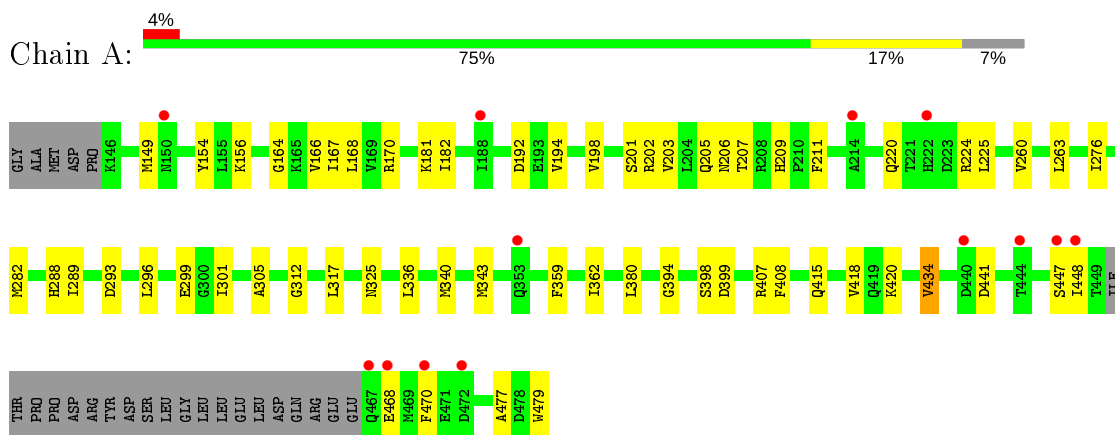 4%
Chain A:
75% 17% 7%
GLY ALA MET ASP PRO K146 M149 N150 Y154 L155 K156 G164 K165 V166 I167 L168 V169 R170 K181 I182 I188 D192 E193 V194 V198 S201 R202 V203 L204 Q205 N206 T207 R208 H209 P210 F211 A214 Q220 T221 H222 D223 R224 L225 V260 L263 I276
M282 H288 I289 D293 L296 E299 G300 I301 A305 G312 L317 N325 L336 M340 M343 Q353 F359 I362 L380 G394 S398 D399 R407 F408 Q415 V418 Q419 K420 V434 D440 D441 T444 S447 I448 T449 ILE
THR PRO PRO ASP ARG TYR ASP SER LEU GLY LEU LEU GLU LEU ASP GLN ARG GLU GLU Q467 E468 M469 F470 E471 D472 A477 D478 W479